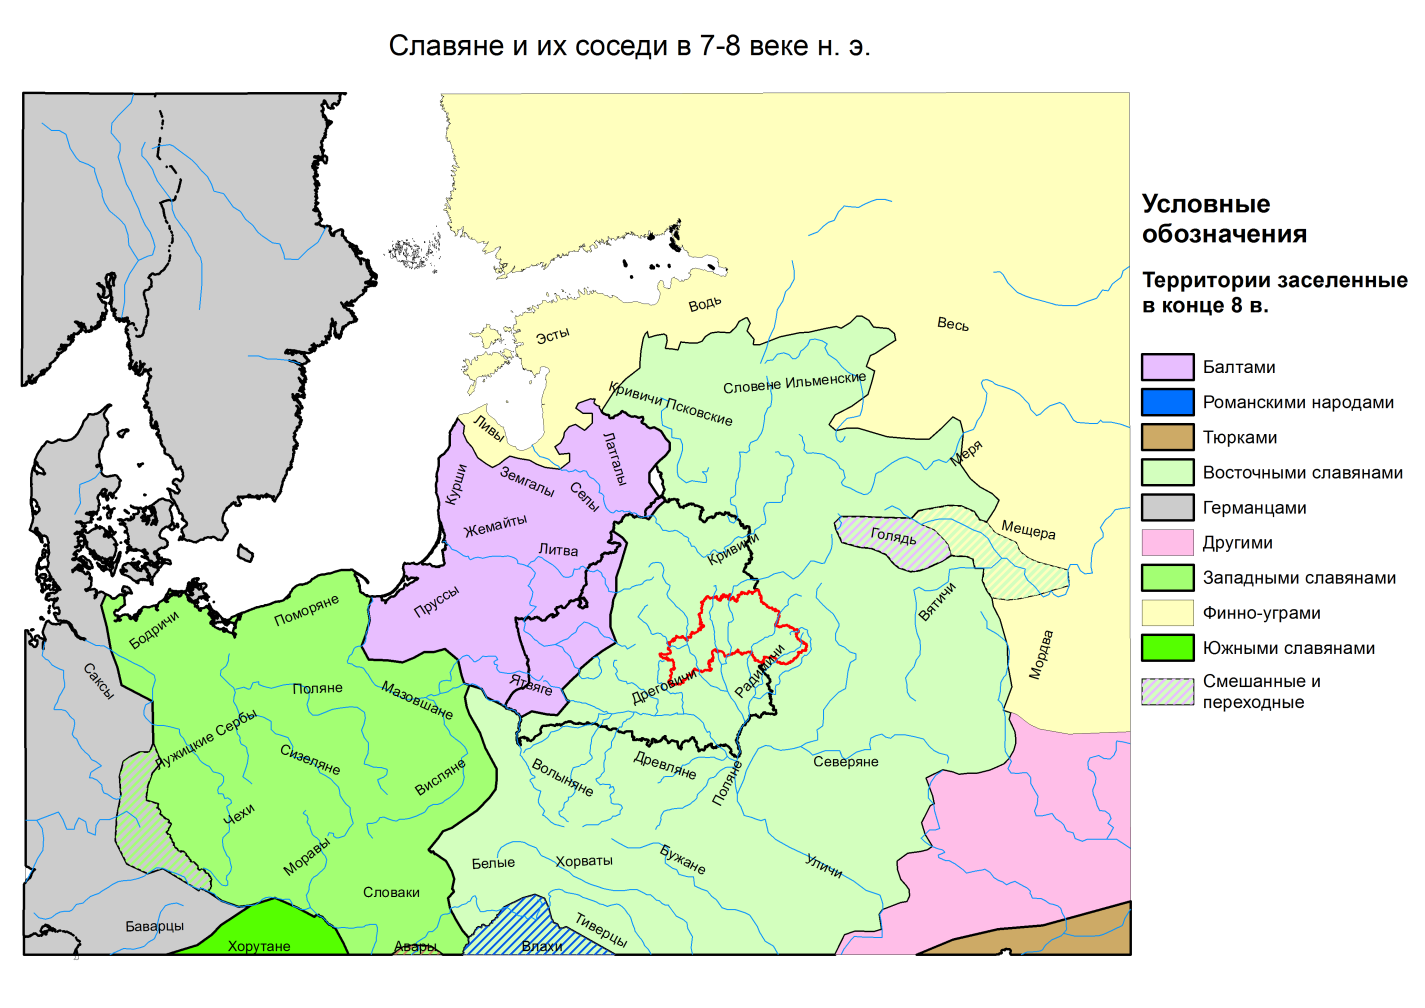 Славяне и их соседи в 7-8 веке н. э.
Условные
обозначения
Территории заселенные
в конце 8 в.
Балтами
Романскими народами
Тюрками
Восточными славянами
Германцами
Другими
Западными славянами
Финно-уграми
Южными славянами
Смешанные и
переходные
Водь
Эсты
Весь
Словене Ильменские
Кривичи Псковские
Ливы
Латгалы
Меря
Курши
Земгалы
Селы
Жемайты
Литва
Мещера
Голядь
Кривичи
Пруссы
Вятичи
Поморяне
Бодричи
Мордва
Саксы
Поляне
Мазовшане
Ятвяге
Дреговичи
Радимичи
Лужицкие Сербы
Сизеляне
Висляне
Волыняне
Древляне
Поляне
Северяне
Чехи
Моравы
Белые
Хорваты
Бужане
Уличи
Словаки
Баварцы
Хорутане
Авары
Влахи
Тиверцы